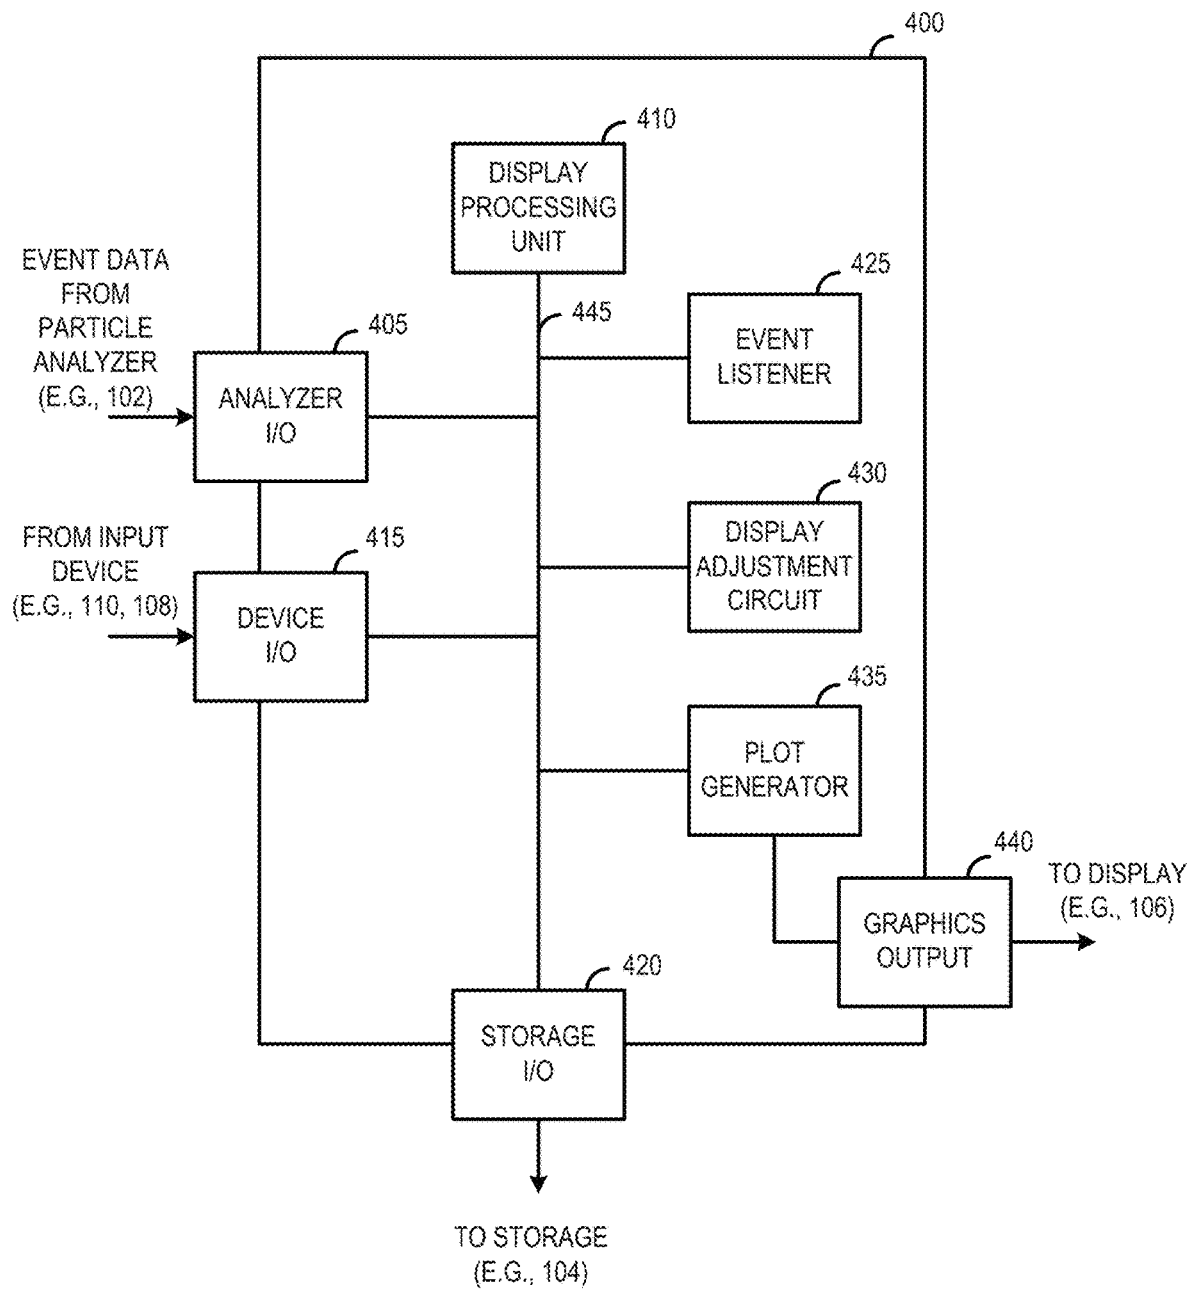 400
410
DISPLAY
PROCESSING
UNIT
EVENT DATA
FROM
PARTICLE
ANALYZER
(E.G., 102)
425
445
EVENT
LISTENER
405
ANALYZER
I/O
430
DISPLAY
ADJUSTMENT
CIRCUIT
FROM INPUT
DEVICE
(E.G., 110, 108)
415
DEVICE
I/O
435
PLOT
GENERATOR
440
GRAPHICS
OUTPUT
TO DISPLAY
(E.G., 106)
420
STORAGE
I/O
TO STORAGE
(E.G., 104)